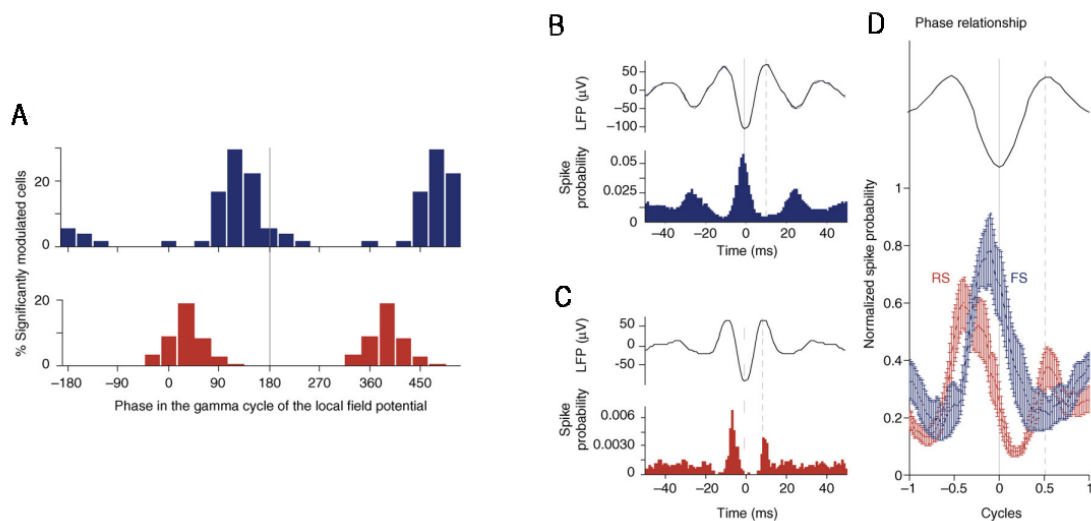 A
% Significantly modulated cells
20
0
20
0
−180 −90 0 90 180 270 360 450
Phase in the gamma cycle of the local field potential
B
LFP (µV)
50
0
−50
−100
Spike probability
0.05
0.025
0
−40 −20 0 20 40
Time (ms)
C
LFP (µV)
50
0
−50
Spike probability
0.006
0.0030
0
−40 −20 0 20 40
Time (ms)
D
Phase relationship
Normalized spike probability
1
0.8
0.6
0.4
0.2
0
RS
FS
−1 −0.5 0 0.5 1
Cycles